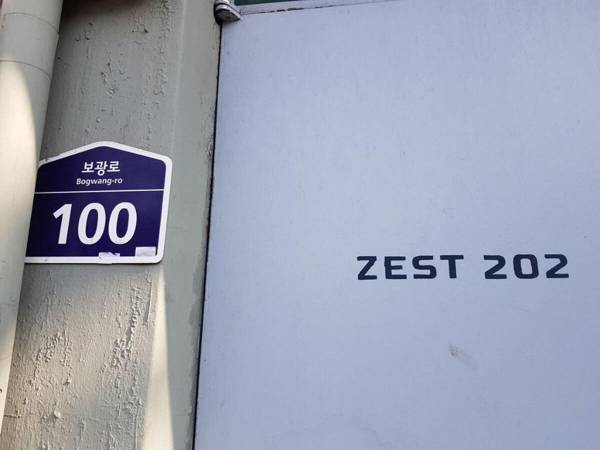 보광로
Bogwang-ro
100
ZEST 202